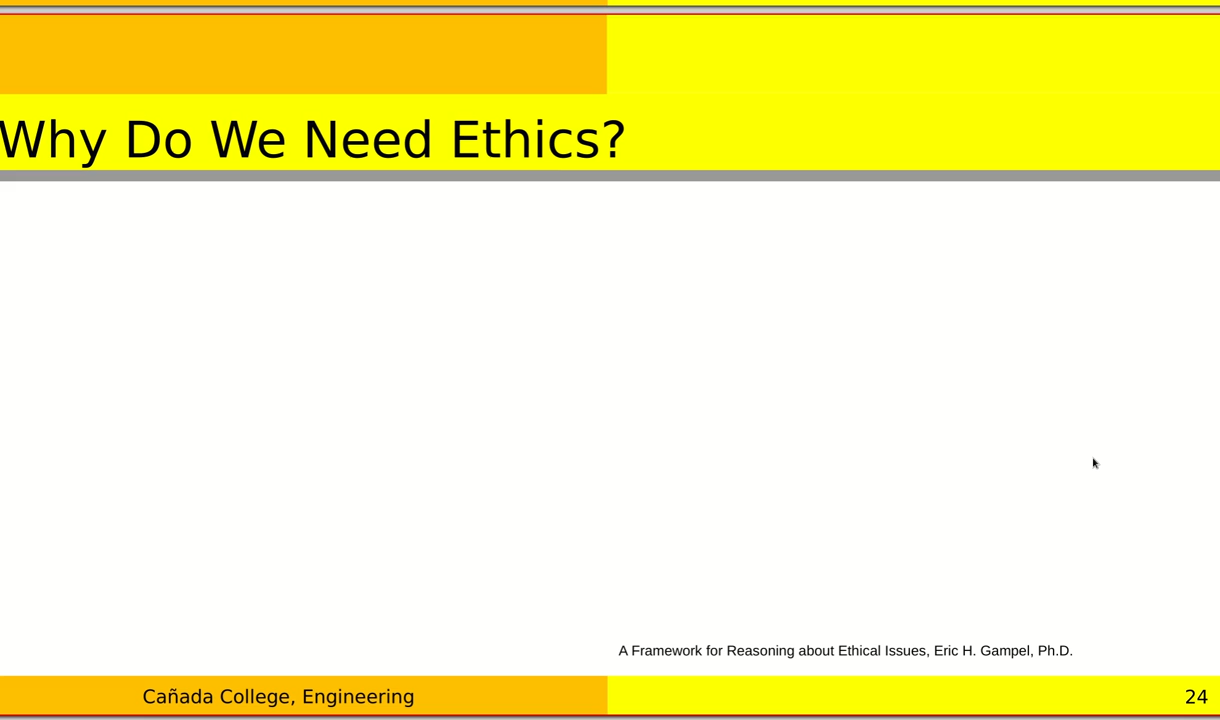 Why Do We Need Ethics?
A Framework for Reasoning about Ethical Issues, Eric H. Gampel, Ph.D.
Cañada College, Engineering
24